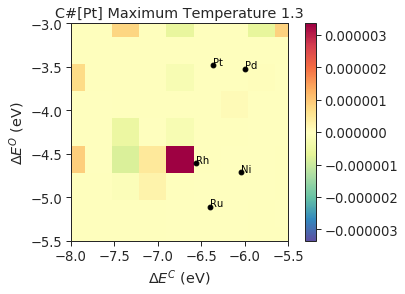 C#[Pt] Maximum Temperature 1.3
−3.0
−3.5
−4.0
−4.5
−5.0
−5.5
ΔE^O (eV)
Pt
Pd
Rh
Ni
Ru
−8.0 −7.5 −7.0 −6.5 −6.0 −5.5
ΔE^C (eV)
0.000003
0.000002
0.000001
0.000000
−0.000001
−0.000002
−0.000003